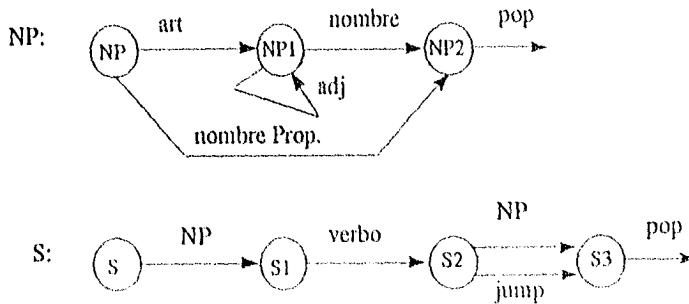 art nombre pop
NP: NP NP1 NP2
adj
nombre Prop.
NP verbo NP pop
S: S S1 S2 S3
jump